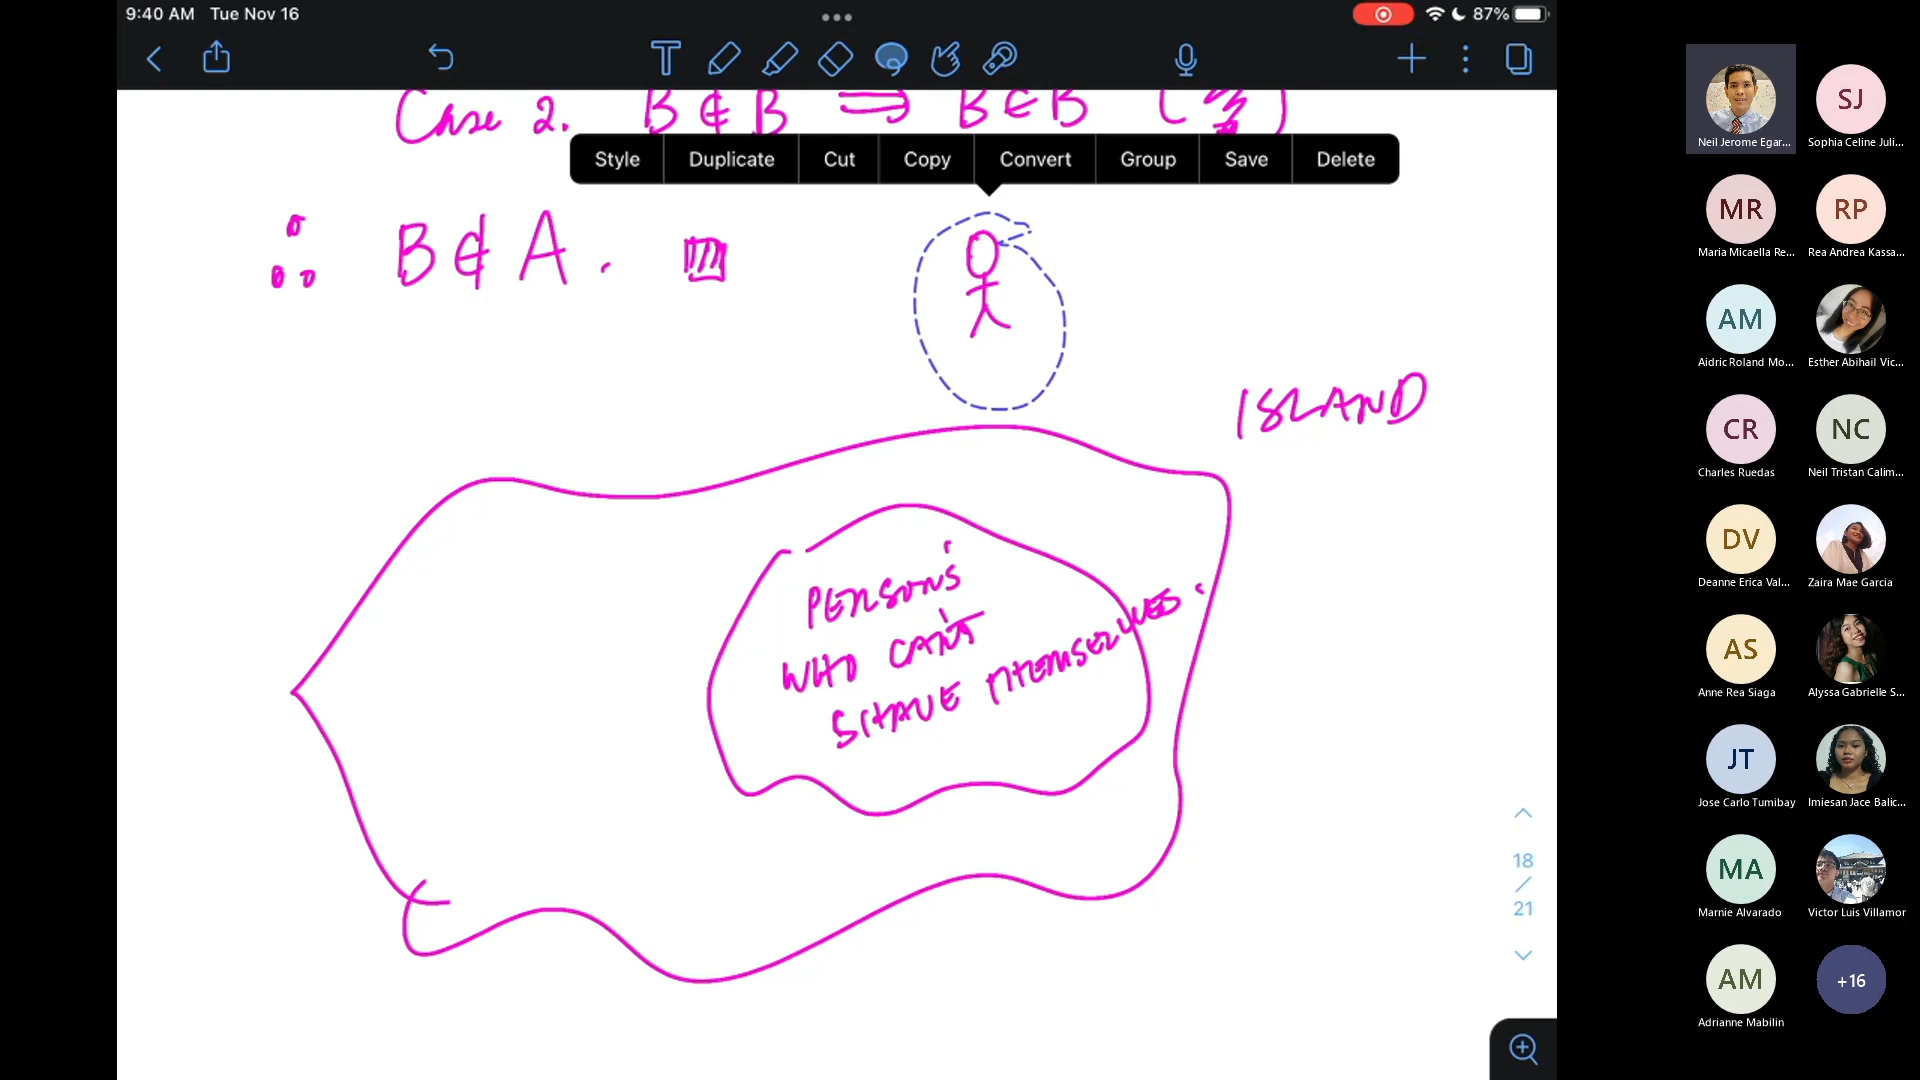 9:40 AM Tue Nov 16
87%
Case 2. B ∉ B ⟹ B ∈ B
Style Duplicate Cut Copy Convert Group Save Delete
∴ B ∉ A.
ISLAND
PERSONS
WHO CAN'T
SHAVE THEMSELVES.
18
/
21
Neil Jerome Egar...
SJ
Sophia Celine Juli...
MR
Maria Micaella Re...
RP
Rea Andrea Kassa...
AM
Aidric Roland Mo...
Esther Abihail Vic...
CR
Charles Ruedas
NC
Neil Tristan Calim...
DV
Deanne Erica Val...
Zaira Mae Garcia
AS
Anne Rea Siaga
Alyssa Gabrielle S...
JT
Jose Carlo Tumibay
Imiesan Jace Balic...
MA
Marnie Alvarado
Victor Luis Villamor
AM
Adrianne Mabilin
+16